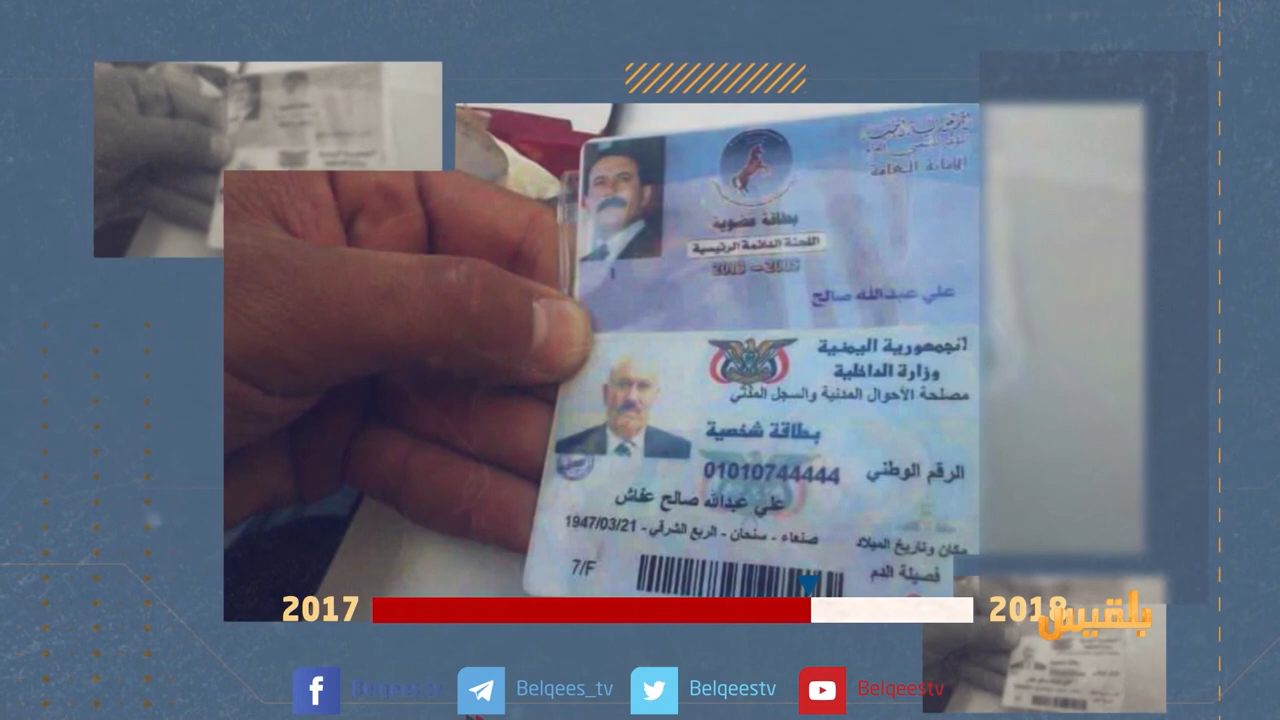 الأمانة العامة
بطاقة عضوية
اللجنة الدائمة الرئيسية
علي عبدالله صالح
الجمهورية اليمنية
وزارة الداخلية
مصلحة الأحوال المدنية والسجل المدني
بطاقة شخصية
الرقم الوطني 01010744444
علي عبدالله صالح عفاش
مكان وتاريخ الميلاد صنعاء - سنحان - الربع الشرقي - 1947/03/21
فصيلة الدم 7/F
2017
2018
بلقيس
Belqees_tv
Belqeestv
Belqeestv